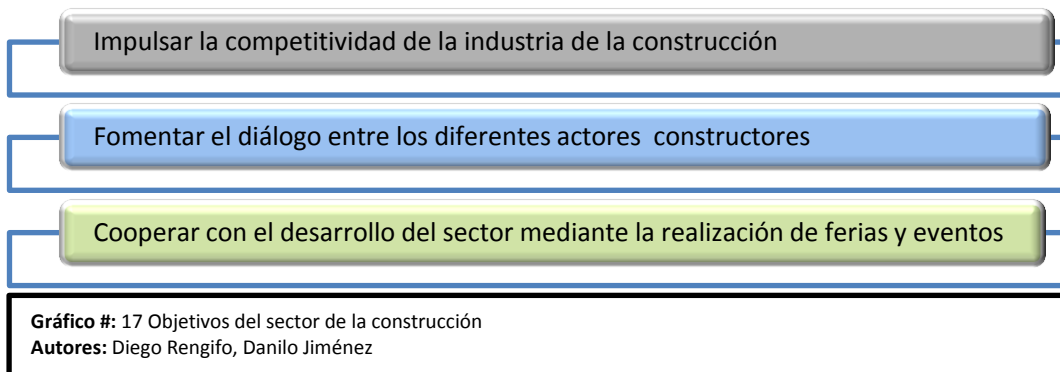 Impulsar la competitividad de la industria de la construcción
Fomentar el diálogo entre los diferentes actores  constructores
Cooperar con el desarrollo del sector mediante la realización de ferias y eventos
Gráfico #: 17 Objetivos del sector de la construcción
Autores: Diego Rengifo, Danilo Jiménez